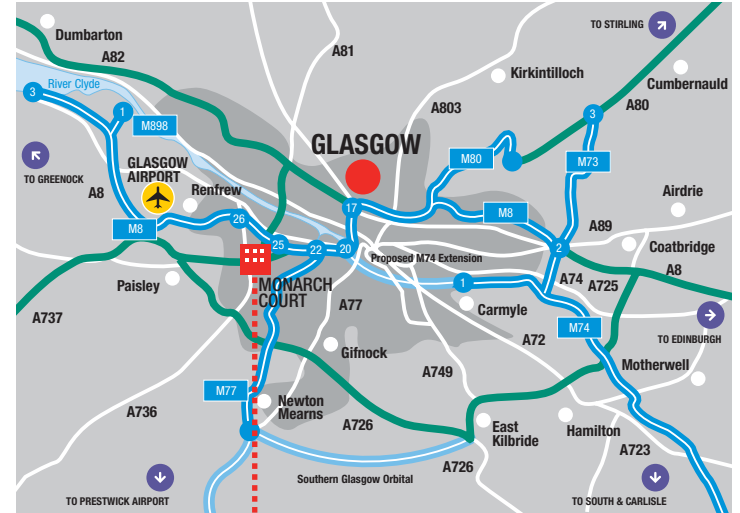 TO STIRLING
Dumbarton
A82
A81
Kirkintilloch
Cumbernauld
River Clyde
A803
A80
3
1
3
M898
GLASGOW
M80
M73
TO GREENOCK
GLASGOW
AIRPORT
A8
Renfrew
Airdrie
17
M8
26
M8
A89
25
22
20
2
Coatbridge
Proposed M74 Extension
A8
Paisley
MONARCH
COURT
1
A74
A725
A77
Carmyle
A737
M74
A72
TO EDINBURGH
Gifnock
A749
Motherwell
M77
Newton
Mearns
A736
A726
East
Kilbride
Hamilton
A723
A726
Southern Glasgow Orbital
TO PRESTWICK AIRPORT
TO SOUTH & CARLISLE